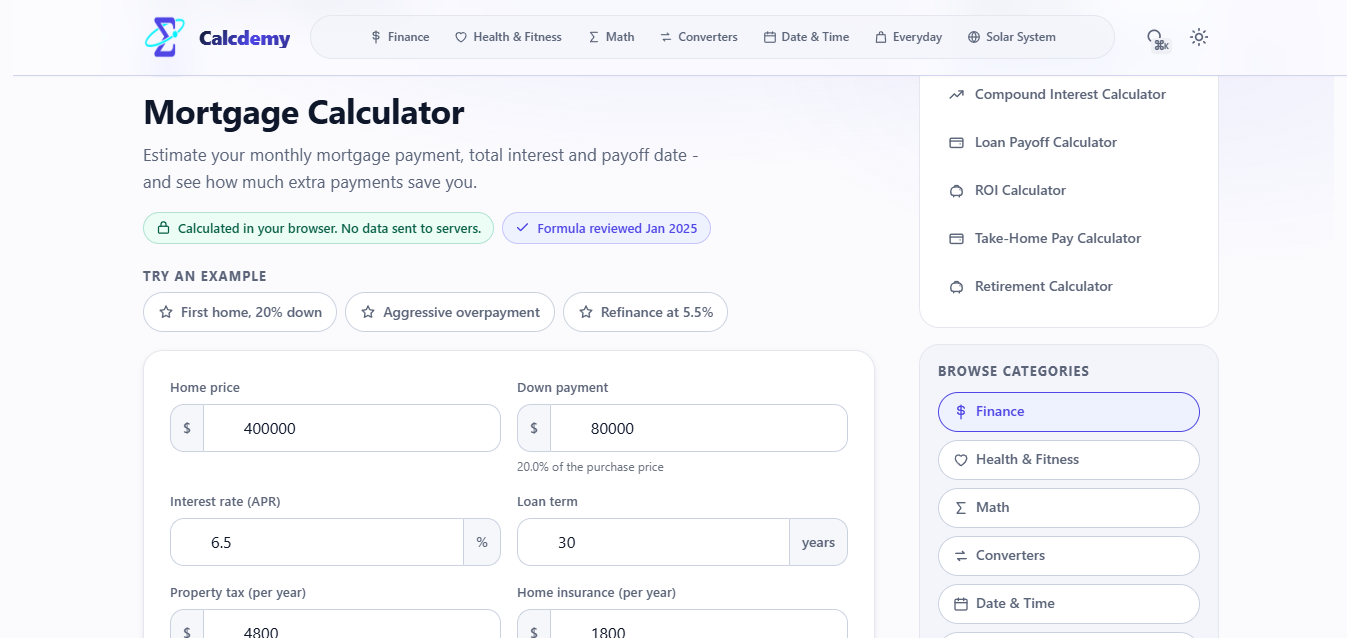 Calcdemy
Finance
Health & Fitness
Math
Converters
Date & Time
Everyday
Solar System
⌘K
Mortgage Calculator
Estimate your monthly mortgage payment, total interest and payoff date -
and see how much extra payments save you.
Calculated in your browser. No data sent to servers.
Formula reviewed Jan 2025
TRY AN EXAMPLE
First home, 20% down
Aggressive overpayment
Refinance at 5.5%
Home price
$ 400000
Down payment
$ 80000
20.0% of the purchase price
Interest rate (APR)
6.5 %
Loan term
30 years
Property tax (per year)
$ 4800
Home insurance (per year)
$ 1800
Compound Interest Calculator
Loan Payoff Calculator
ROI Calculator
Take-Home Pay Calculator
Retirement Calculator
BROWSE CATEGORIES
$ Finance
Health & Fitness
Math
Converters
Date & Time